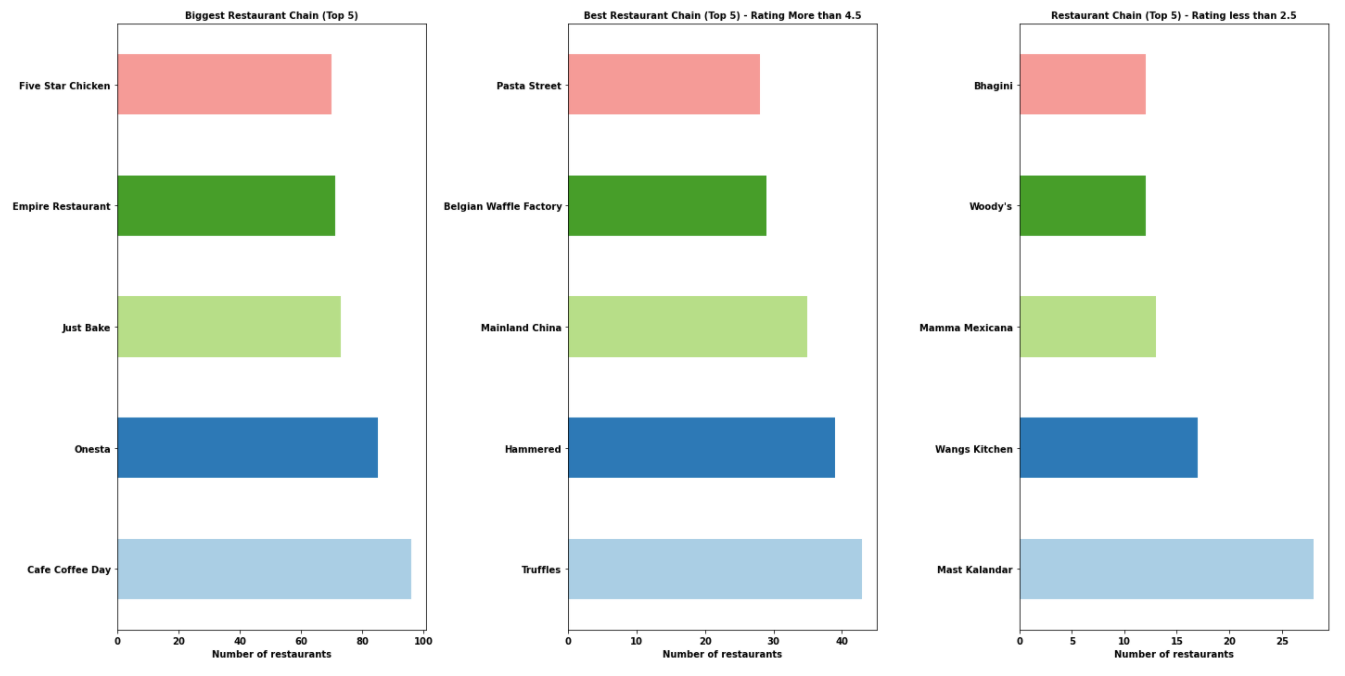 Biggest Restaurant Chain (Top 5)
Five Star Chicken
Empire Restaurant
Just Bake
Onesta
Cafe Coffee Day
0 20 40 60 80 100
Number of restaurants
Best Restaurant Chain (Top 5) - Rating More than 4.5
Pasta Street
Belgian Waffle Factory
Mainland China
Hammered
Truffles
0 10 20 30 40
Number of restaurants
Restaurant Chain (Top 5) - Rating less than 2.5
Bhagini
Woody's
Mamma Mexicana
Wangs Kitchen
Mast Kalandar
0 5 10 15 20 25
Number of restaurants